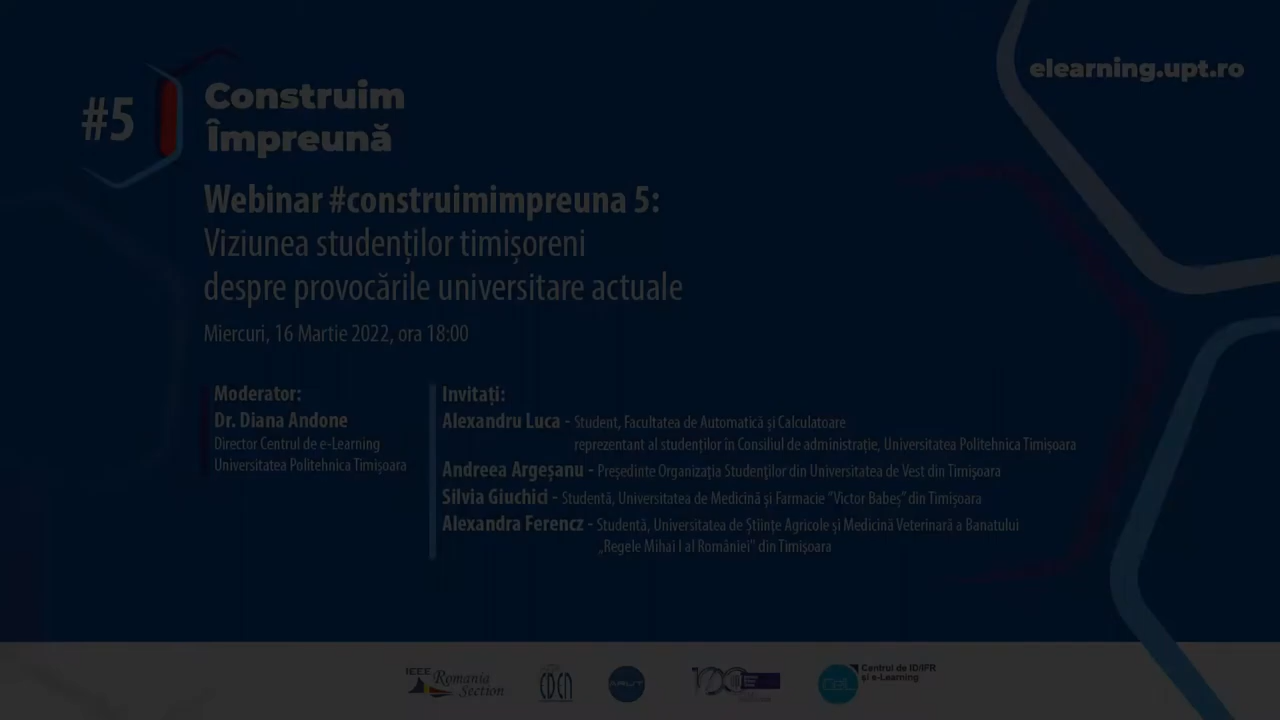 elearning.upt.ro
#5
Construim
Împreună
Webinar #construimimpreuna 5:
Viziunea studenților timișoreni
despre provocările universitare actuale
Miercuri, 16 Martie 2022, ora 18:00
Moderator:
Dr. Diana Andone
Director Centrul de e-Learning
Universitatea Politehnica Timișoara
Invitați:
Alexandru Luca - Student, Facultatea de Automatică și Calculatoare
reprezentant al studenților în Consiliul de administrație, Universitatea Politehnica Timișoara
Andreea Argeșanu - Președinte Organizația Studenților din Universitatea de Vest din Timișoara
Silvia Giuchici - Studentă, Universitatea de Medicină și Farmacie "Victor Babeș" din Timișoara
Alexandra Ferencz - Studentă, Universitatea de Științe Agricole și Medicină Veterinară a Banatului
„Regele Mihai I al României" din Timișoara
IEEE
Romania
Section
EDEN
100
CeL
Centrul de ID/IFR
și e-Learning